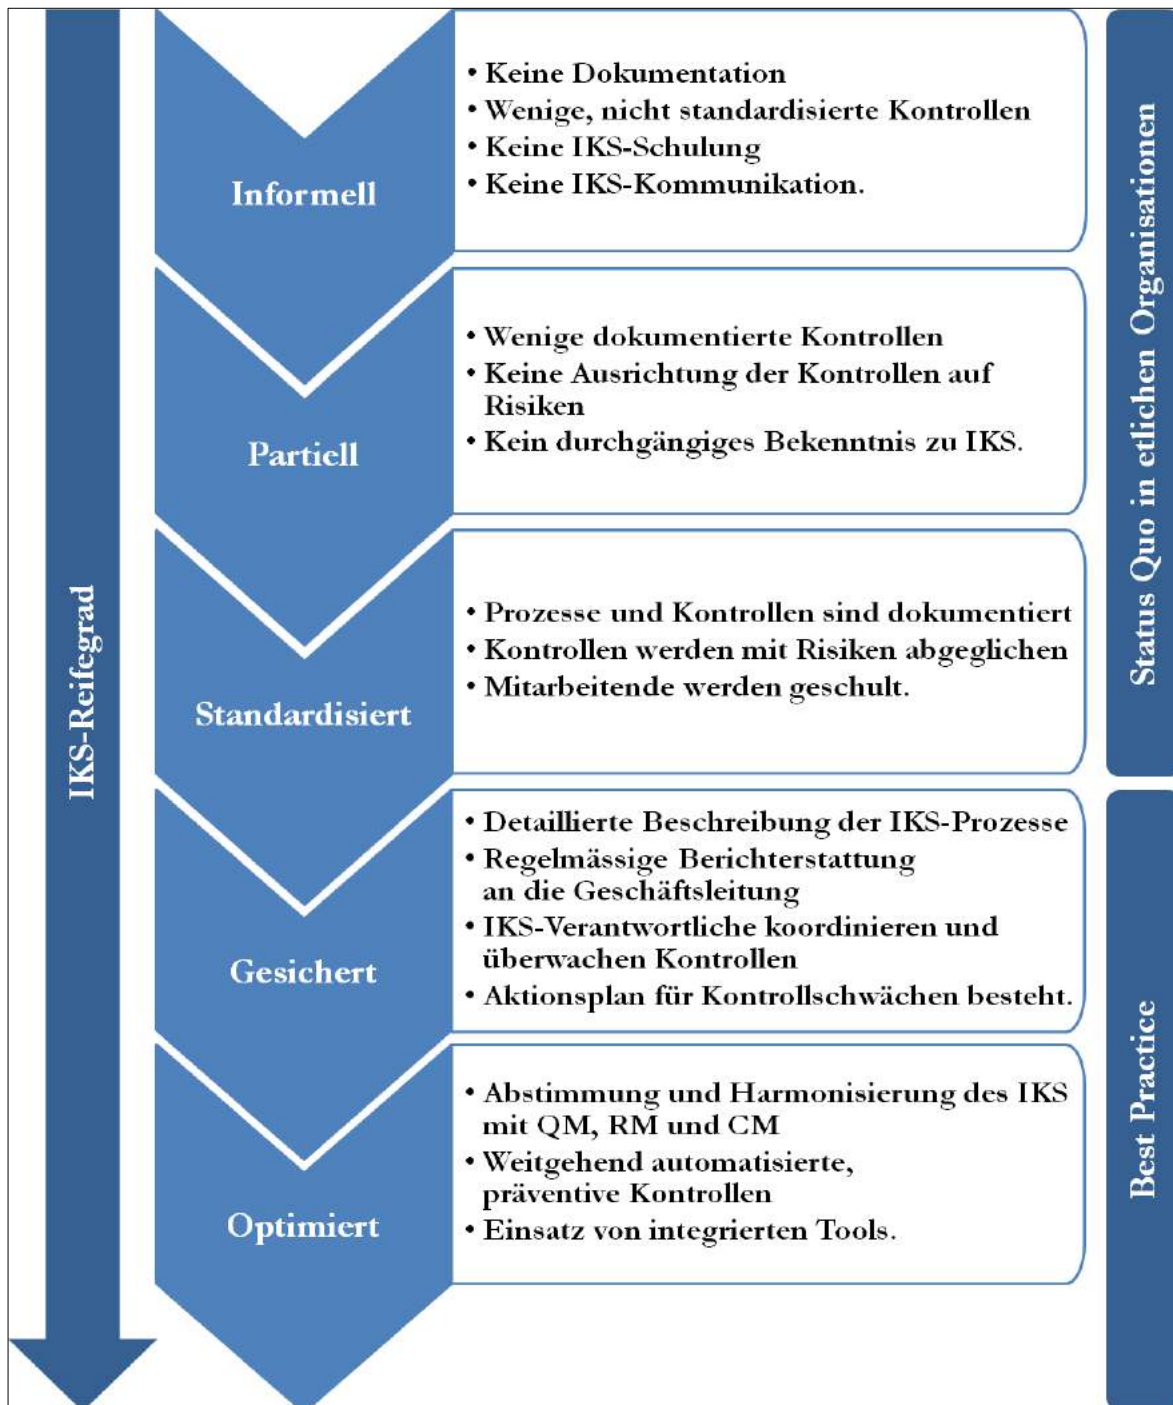 IKS-Reifegrad
Informell
• Keine Dokumentation
• Wenige, nicht standardisierte Kontrollen
• Keine IKS-Schulung
• Keine IKS-Kommunikation.
Partiell
• Wenige dokumentierte Kontrollen
• Keine Ausrichtung der Kontrollen auf
Risiken
• Kein durchgängiges Bekenntnis zu IKS.
Standardisiert
• Prozesse und Kontrollen sind dokumentiert
• Kontrollen werden mit Risiken abgeglichen
• Mitarbeitende werden geschult.
Status Quo in etlichen Organisationen
Gesichert
• Detaillierte Beschreibung der IKS-Prozesse
• Regelmässige Berichterstattung
an die Geschäftsleitung
• IKS-Verantwortliche koordinieren und
überwachen Kontrollen
• Aktionsplan für Kontrollschwächen besteht.
Optimiert
• Abstimmung und Harmonisierung des IKS
mit QM, RM und CM
• Weitgehend automatisierte,
präventive Kontrollen
• Einsatz von integrierten Tools.
Best Practice